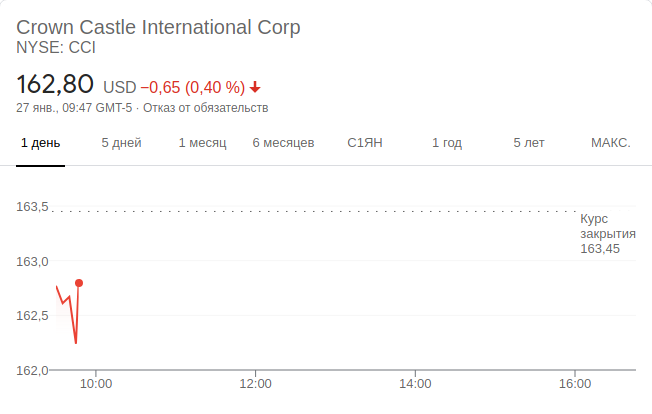 Crown Castle International Corp
NYSE: CCI
162,80 USD −0,65 (0,40 %)
27 янв., 09:47 GMT-5 · Отказ от обязательств
1 день 5 дней 1 месяц 6 месяцев С1ЯН 1 год 5 лет МАКС.
163,5
Курс
закрытия
163,45
163,0
162,5
162,0
10:00 12:00 14:00 16:00